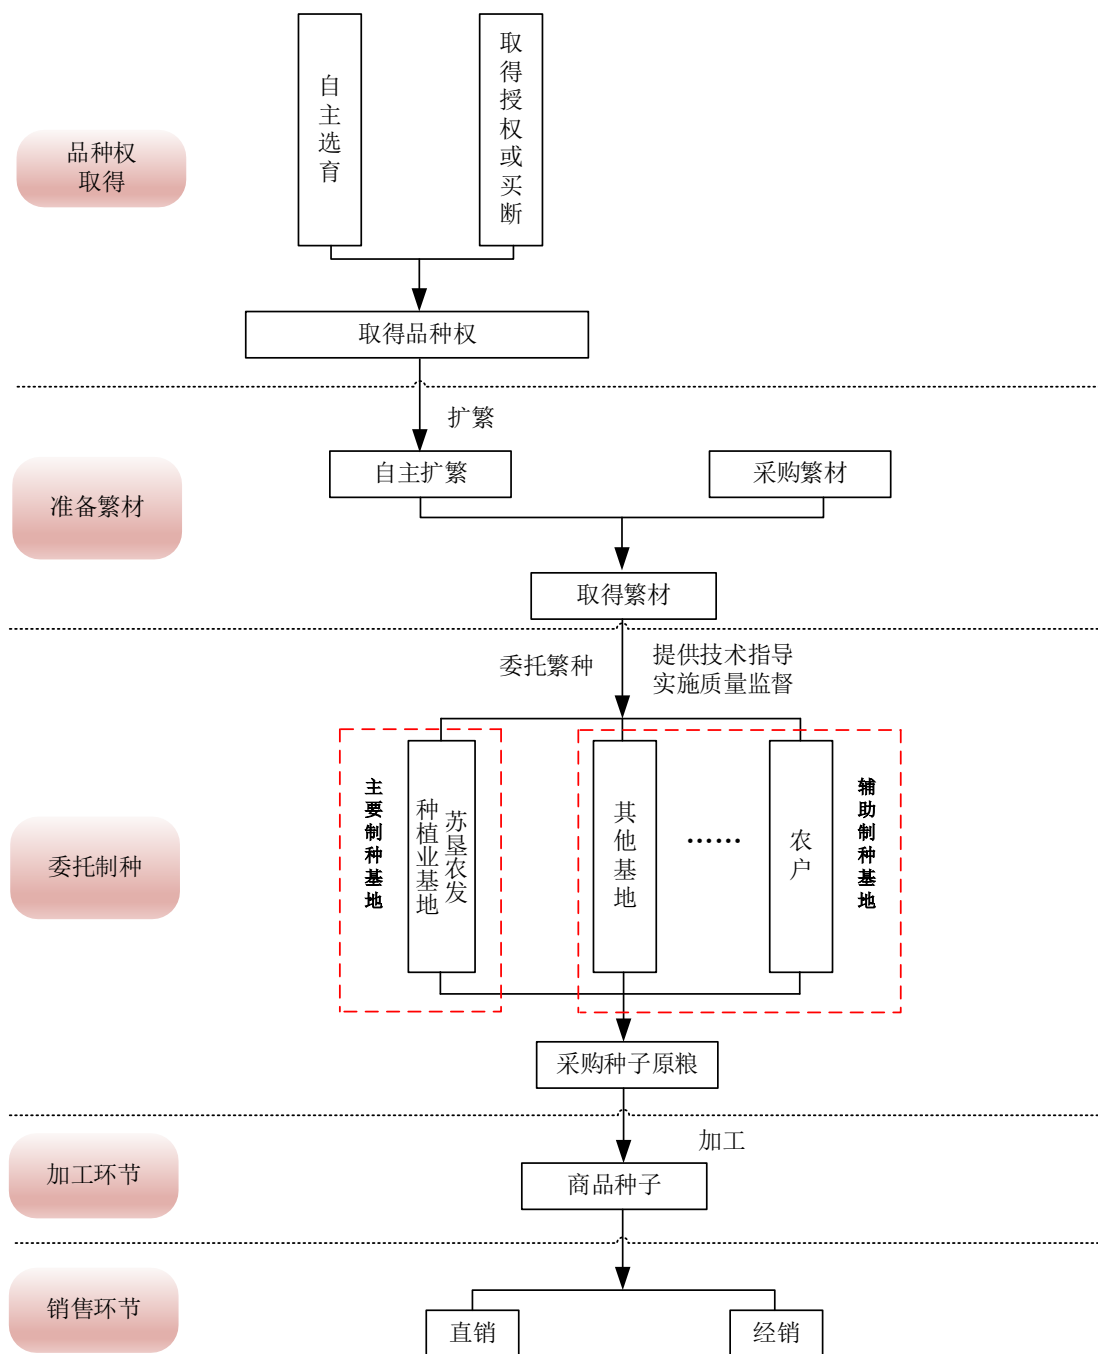 自主选育
取得授权或买断
品种权
取得
取得品种权
扩繁
自主扩繁
采购繁材
准备繁材
取得繁材
委托繁种
提供技术指导
实施质量监督
委托制种
主要制种基地
苏垦农发
种植业基地
其他基地
……
农户
辅助制种基地
采购种子原粮
加工
加工环节
商品种子
销售环节
直销
经销